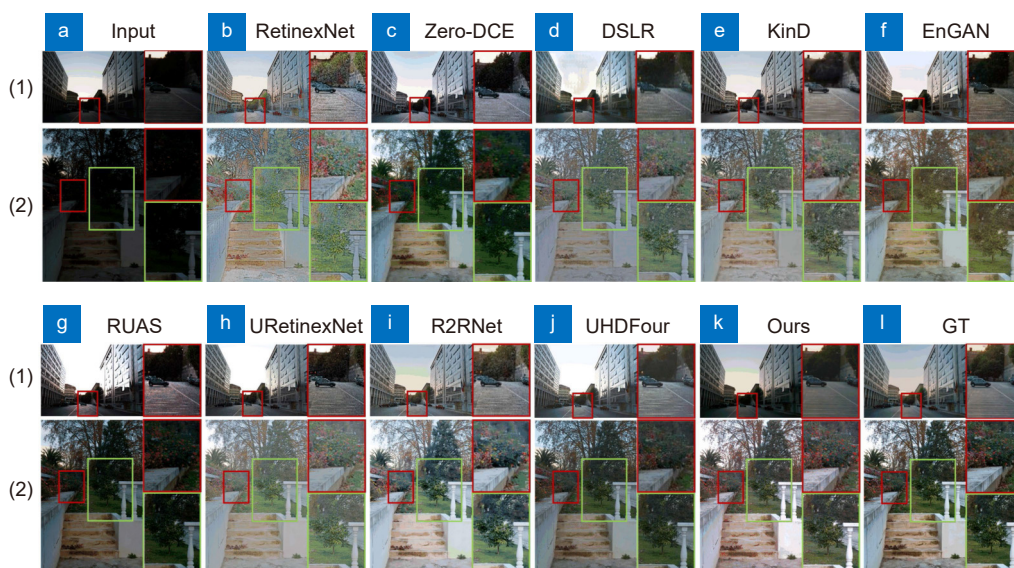 a Input b RetinexNet c Zero-DCE d DSLR e KinD f EnGAN
(1)
(2)
g RUAS h URetinexNet i R2RNet j UHDFour k Ours l GT
(1)
(2)